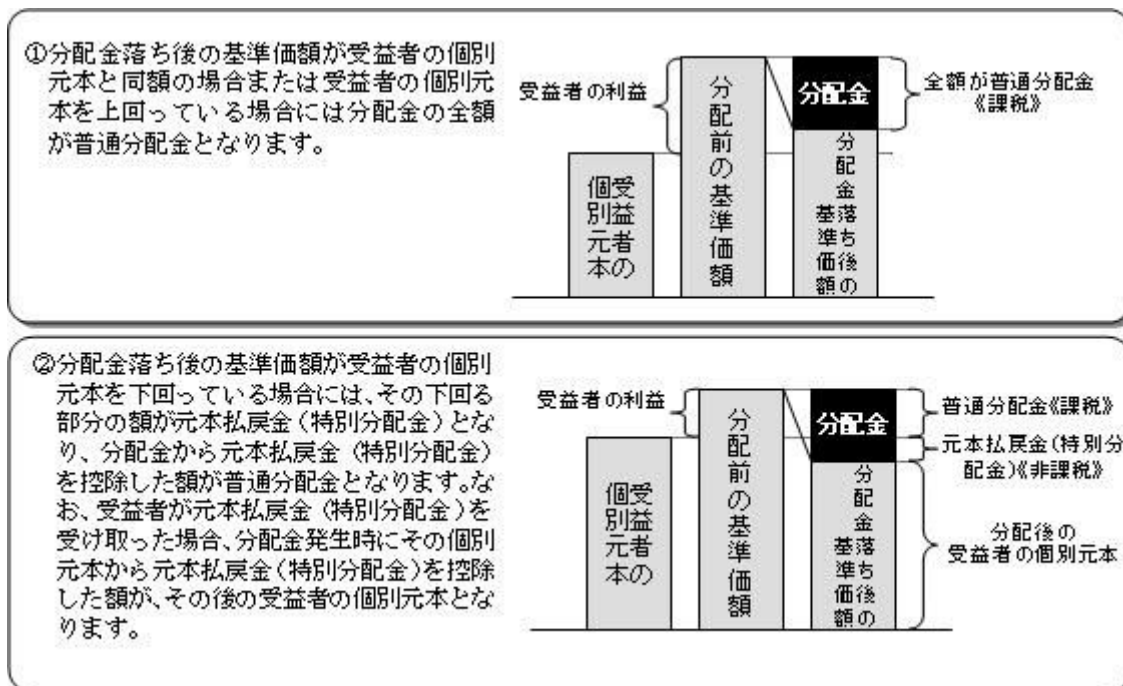 ①分配金落ち後の基準価額が受益者の個別
元本と同額の場合または受益者の個別元
本を上回っている場合には分配金の全額
が普通分配金となります。
受益者の利益
受益者の
個別元本
分配前の基準価額
分配金
分配金落ち後の
基準価額
全額が普通分配金
《課税》
②分配金落ち後の基準価額が受益者の個別
元本を下回っている場合には、その下回る
部分の額が元本払戻金(特別分配金)とな
り、分配金から元本払戻金(特別分配金)
を控除した額が普通分配金となります。な
お、受益者が元本払戻金(特別分配金)を
受け取った場合、分配金発生時にその個別
元本から元本払戻金(特別分配金)を控除
した額が、その後の受益者の個別元本とな
ります。
受益者の利益
受益者の
個別元本
分配前の基準価額
分配金
分配金落ち後の
基準価額
普通分配金《課税》
元本払戻金(特別分
配金)《非課税》
分配後の
受益者の個別元本